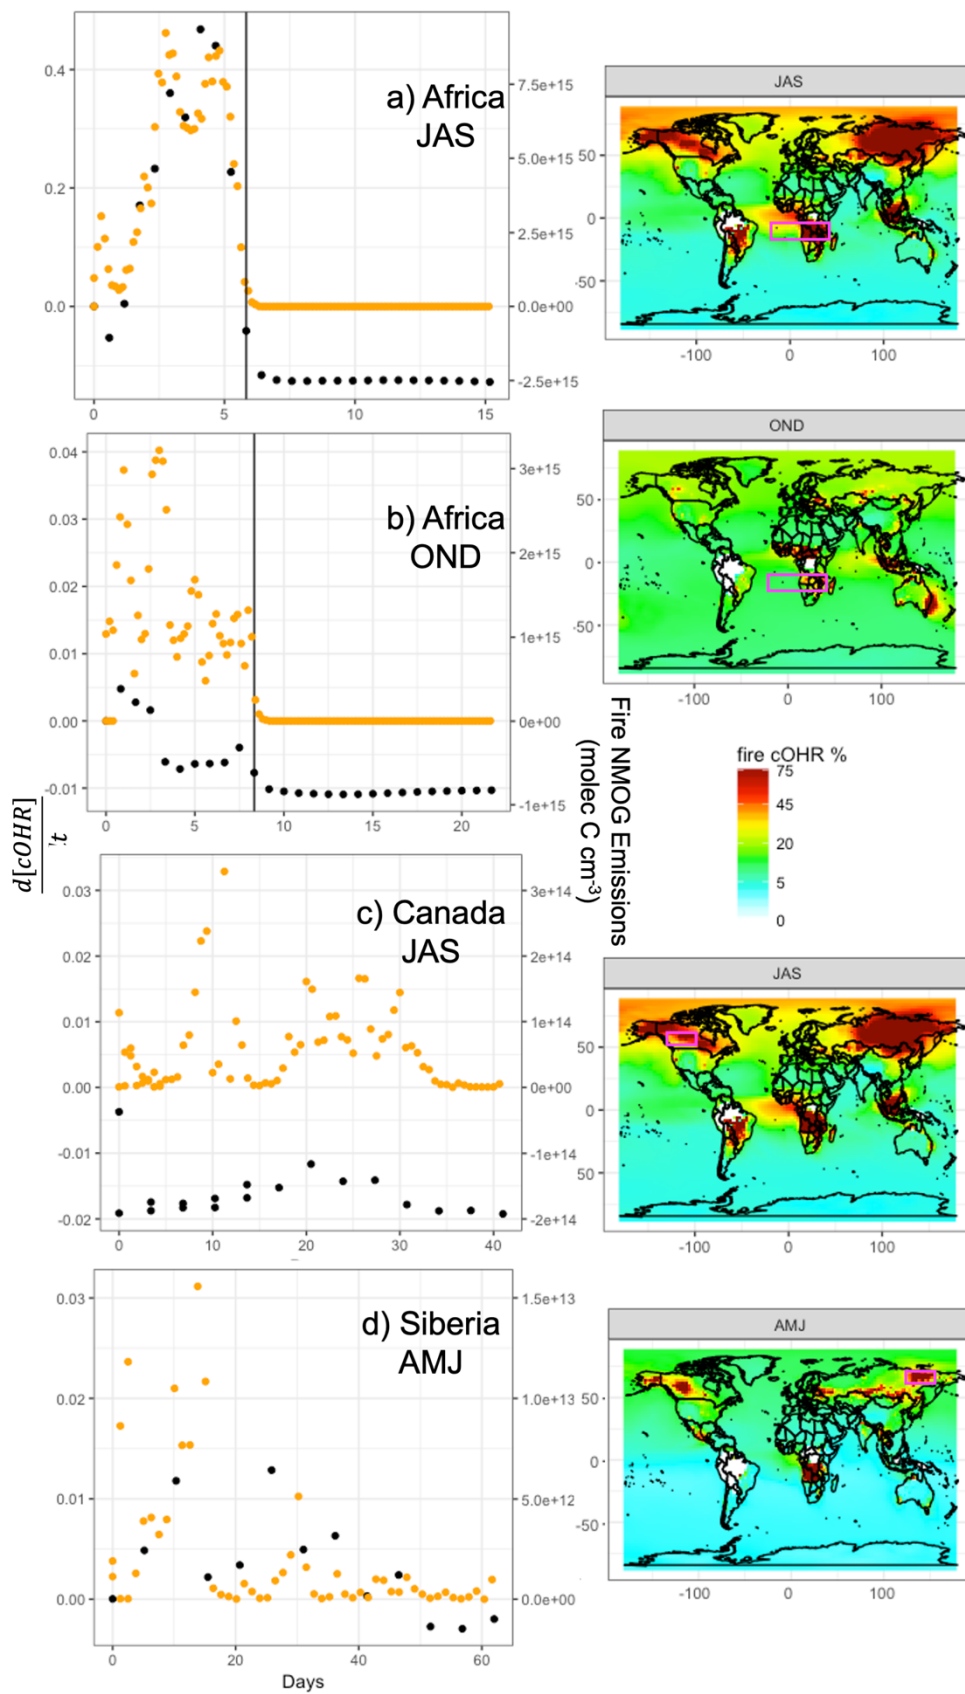 a) Africa
JAS
0.4
0.2
0.0
7.5e+15
5.0e+15
2.5e+15
0.0e+00
-2.5e+15
0
5
10
15
JAS
50
0
-50
-100
0
100
b) Africa
OND
0.04
0.03
0.02
0.01
0.00
-0.01
3e+15
2e+15
1e+15
0e+00
-1e+15
0
5
10
15
20
OND
50
0
-50
-100
0
100
d[cOHR]
Fire NMOG Emissions
(molec C cm-3)
fire cOHR %
75
45
20
5
0
c) Canada
JAS
0.03
0.02
0.01
0.00
-0.01
-0.02
3e+14
2e+14
1e+14
0e+00
-1e+14
-2e+14
0
10
20
30
40
JAS
50
0
50
-100
0
100
d) Siberia
AMJ
0.03
0.02
0.01
0.00
1.5e+13
1.0e+13
5.0e+12
0.0e+00
0
20
40
60
Days
AMJ
50
0
-50
-100
0
100